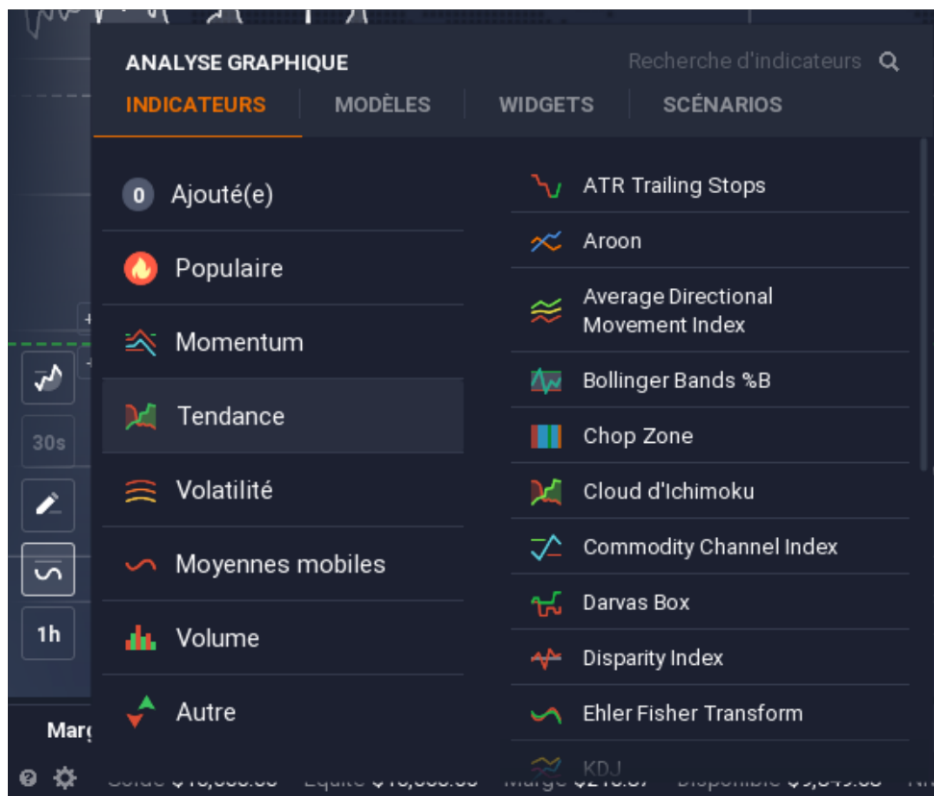 ANALYSE GRAPHIQUE
Recherche d'indicateurs
INDICATEURS
MODÈLES
WIDGETS
SCÉNARIOS
0 Ajouté(e)
Populaire
Momentum
Tendance
Volatilité
Moyennes mobiles
Volume
Autre
ATR Trailing Stops
Aroon
Average Directional
Movement Index
Bollinger Bands %B
Chop Zone
Cloud d'Ichimoku
Commodity Channel Index
Darvas Box
Disparity Index
Ehler Fisher Transform
KDJ
30s
1h